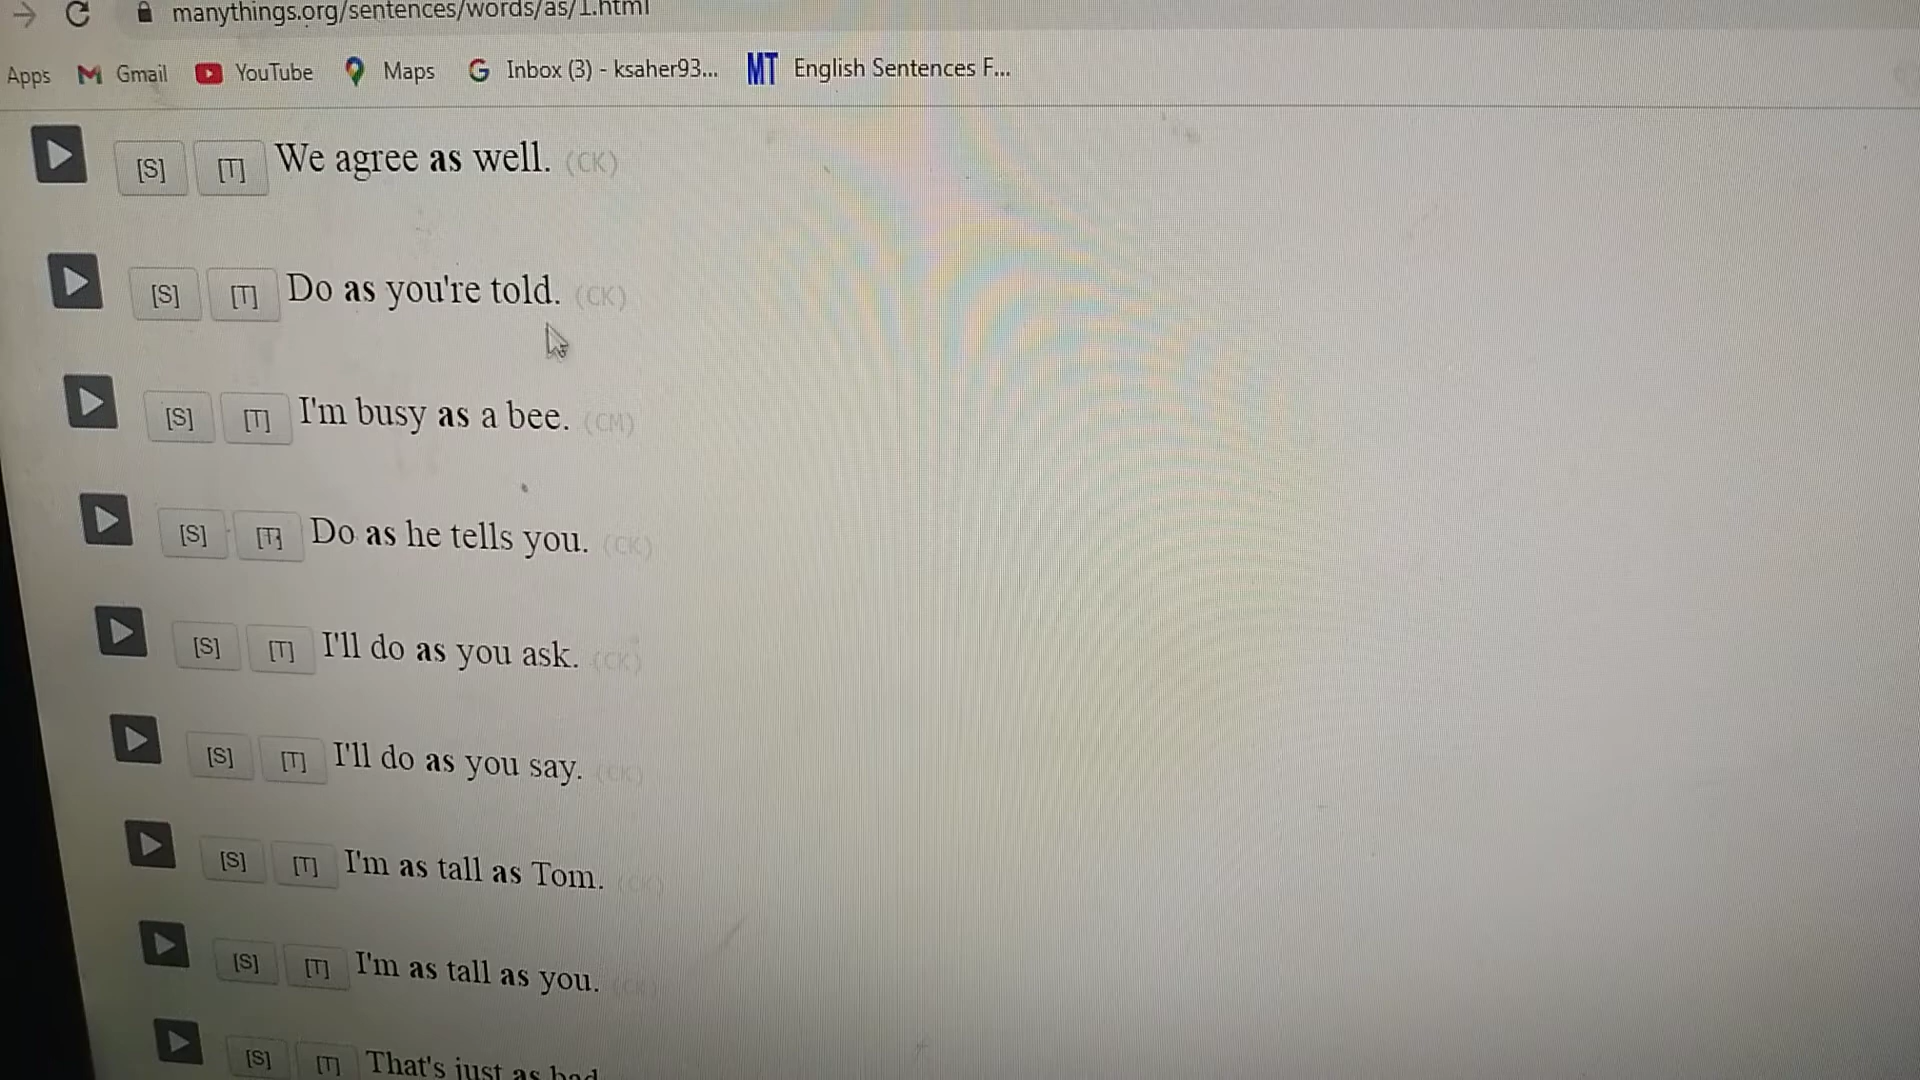 manythings.org/sentences/words/as/1.html
Apps Gmail YouTube Maps Inbox (3) - ksaher93... MT English Sentences F...
[S] [T] We agree as well. (CK)
[S] [T] Do as you're told. (CK)
[S] [T] I'm busy as a bee. (CM)
[S] [T] Do as he tells you. (CK)
[S] [T] I'll do as you ask. (CK)
[S] [T] I'll do as you say. (CK)
[S] [T] I'm as tall as Tom. (CK)
[S] [T] I'm as tall as you. (CK)
[S] [T] That's just as bad